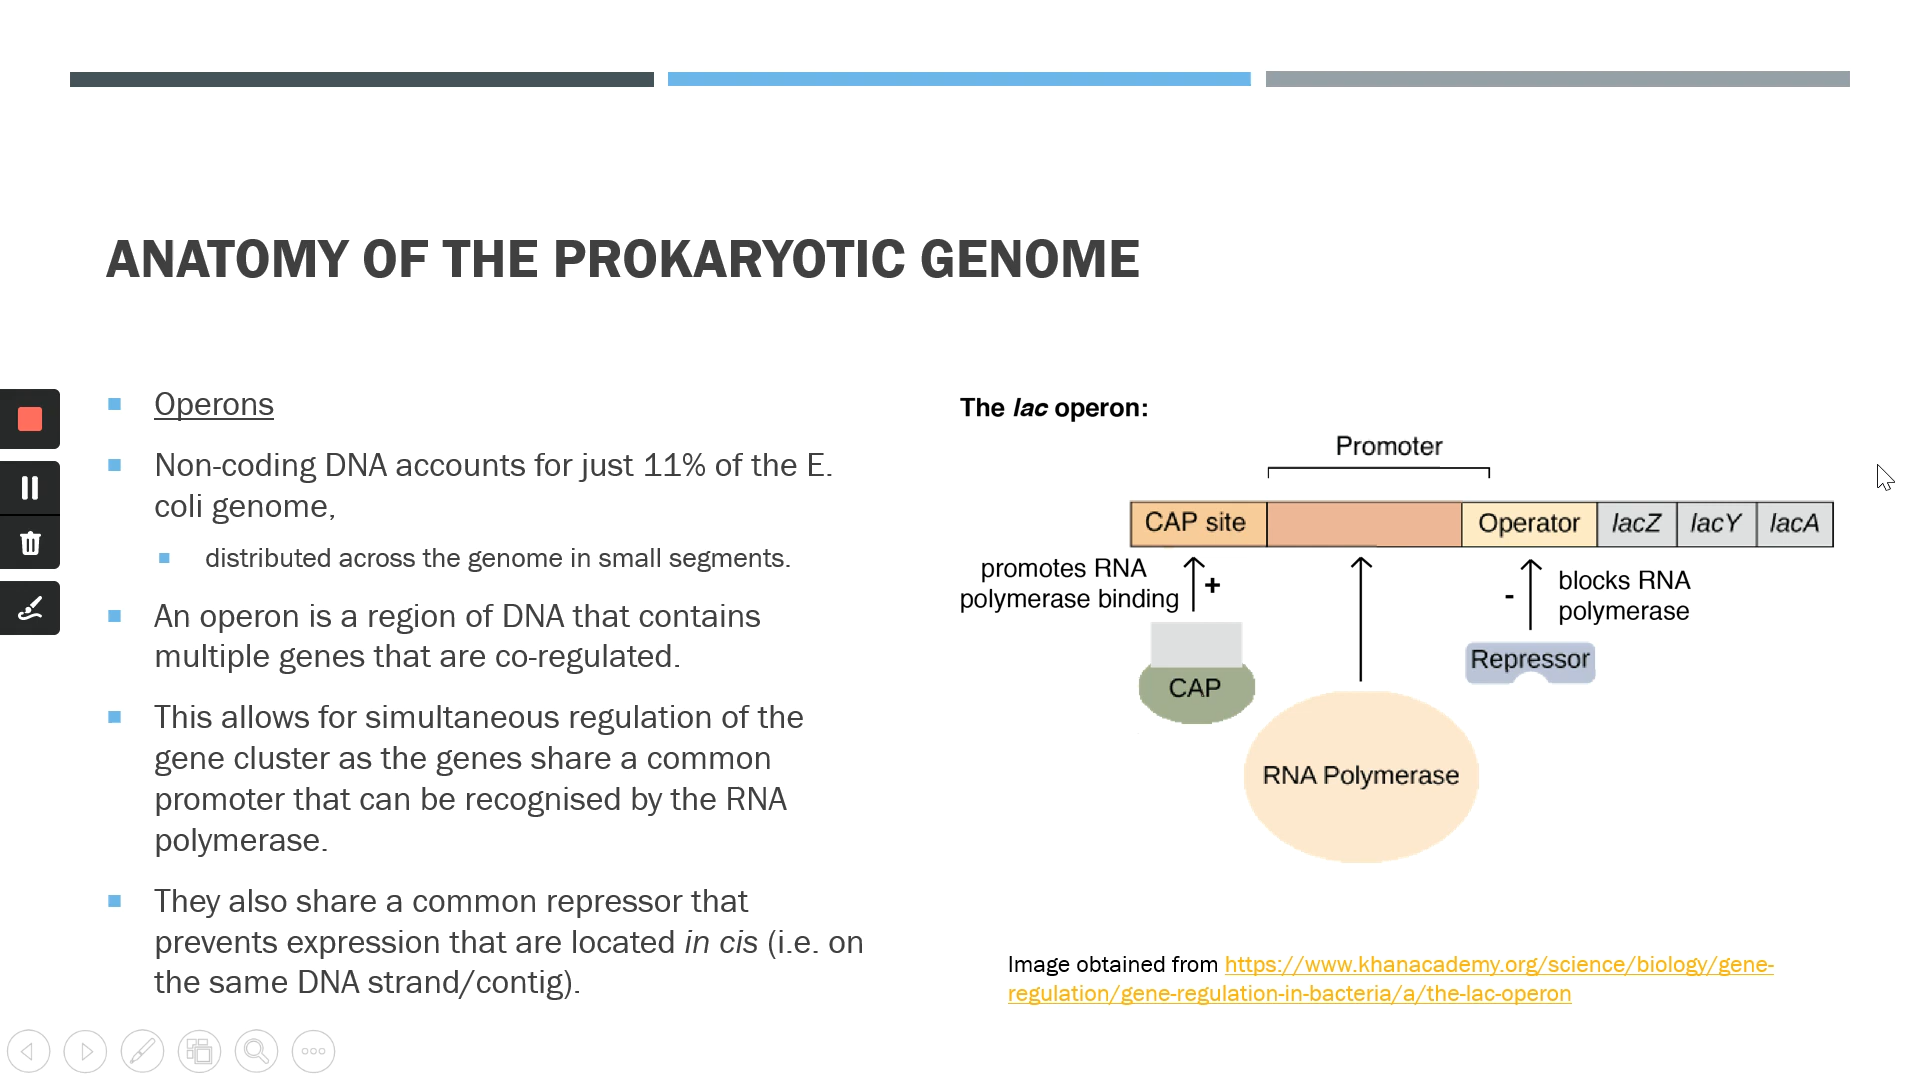 ANATOMY OF THE PROKARYOTIC GENOME
Operons
Non-coding DNA accounts for just 11% of the E.
coli genome,
distributed across the genome in small segments.
An operon is a region of DNA that contains
multiple genes that are co-regulated.
This allows for simultaneous regulation of the
gene cluster as the genes share a common
promoter that can be recognised by the RNA
polymerase.
They also share a common repressor that
prevents expression that are located in cis (i.e. on
the same DNA strand/contig).
The lac operon:
Promoter
CAP site
Operator
lacZ
lacY
lacA
promotes RNA
polymerase binding
+
-
blocks RNA
polymerase
CAP
Repressor
RNA Polymerase
Image obtained from https://www.khanacademy.org/science/biology/gene-
regulation/gene-regulation-in-bacteria/a/the-lac-operon